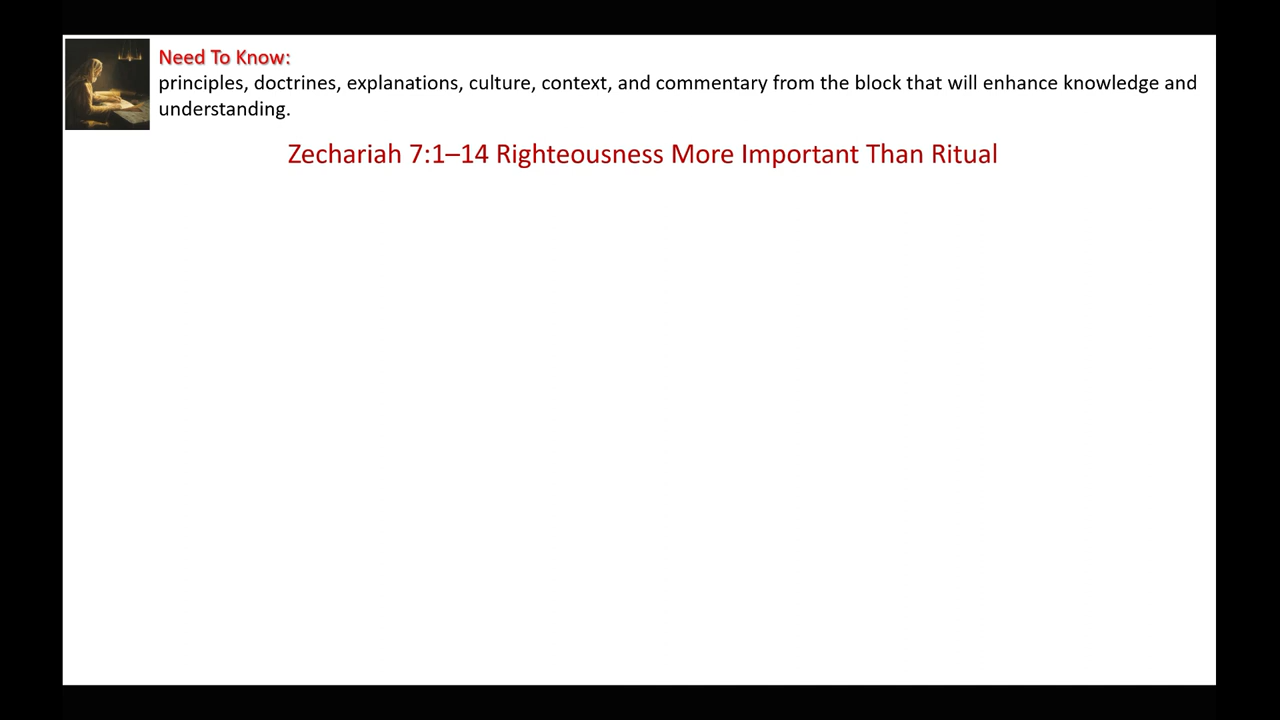 Need To Know:
principles, doctrines, explanations, culture, context, and commentary from the block that will enhance knowledge and
understanding.
Zechariah 7:1–14 Righteousness More Important Than Ritual